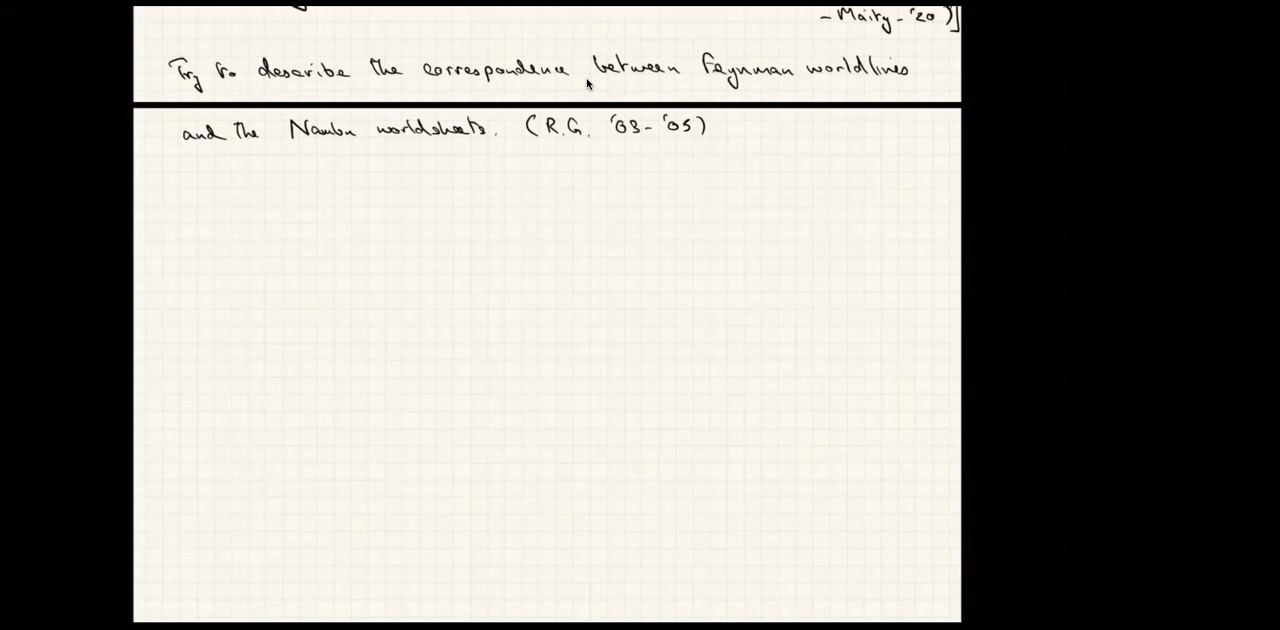 - Maity - '20 )]
Try to describe the correspondence between Feynman worldlines
and the Nambu worldsheets. (R.G. '03-'05)